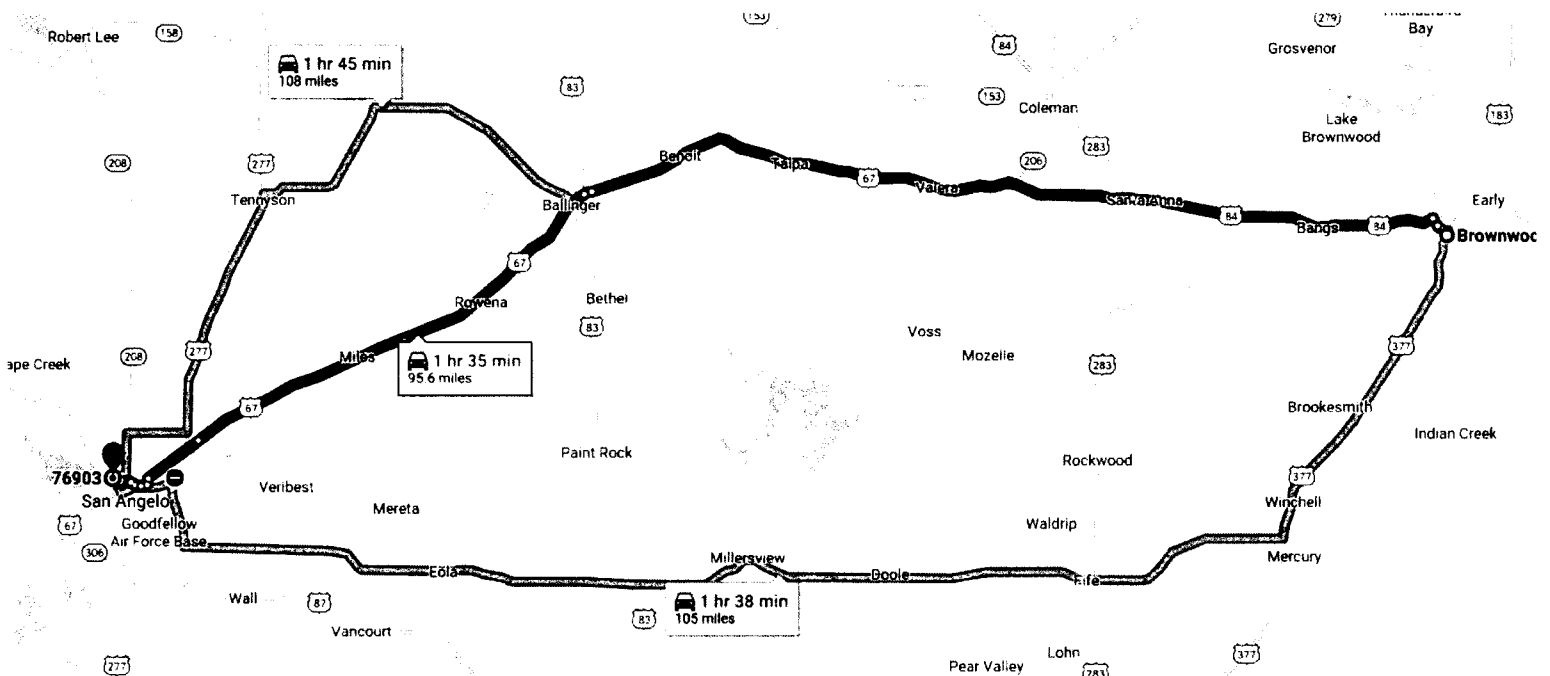 153
279
Bay
Robert Lee
158
84
Grosvenor
1 hr 45 min
108 miles
83
153
Coleman
183
Lake
Brownwood
208
277
Benoit
Talpa
67
206
283
Valera
Tennyson
Ballinger
Santa Anna
84
Bangs
84
Early
Brownwoo
67
Rowena
Bethel
83
Voss
Mozelle
283
377
277
208
ape Creek
Miles
1 hr 35 min
95.6 miles
67
Brookesmith
Indian Creek
Paint Rock
Rockwood
76903
San Angelo
Veribest
377
Winchell
Mereta
67
Goodfellow
Air Force Base
306
Waldrip
Mercury
Eola
Millersview
Doole
Fife
1 hr 38 min
105 miles
Wall
87
83
Vancourt
277
Lohn
377
Pear Valley
283